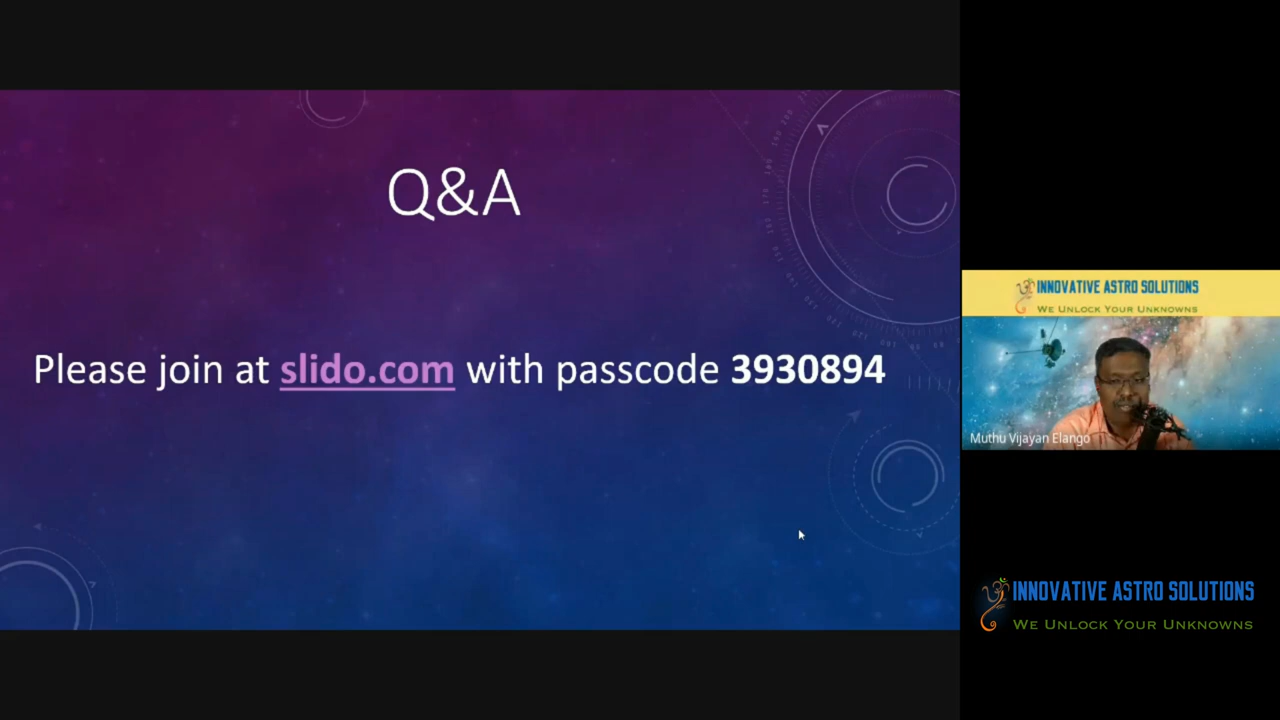 Q&A
Please join at slido.com with passcode 3930894
INNOVATIVE ASTRO SOLUTIONS
WE UNLOCK YOUR UNKNOWNS
Muthu Vijayan Elango
INNOVATIVE ASTRO SOLUTIONS
WE UNLOCK YOUR UNKNOWNS